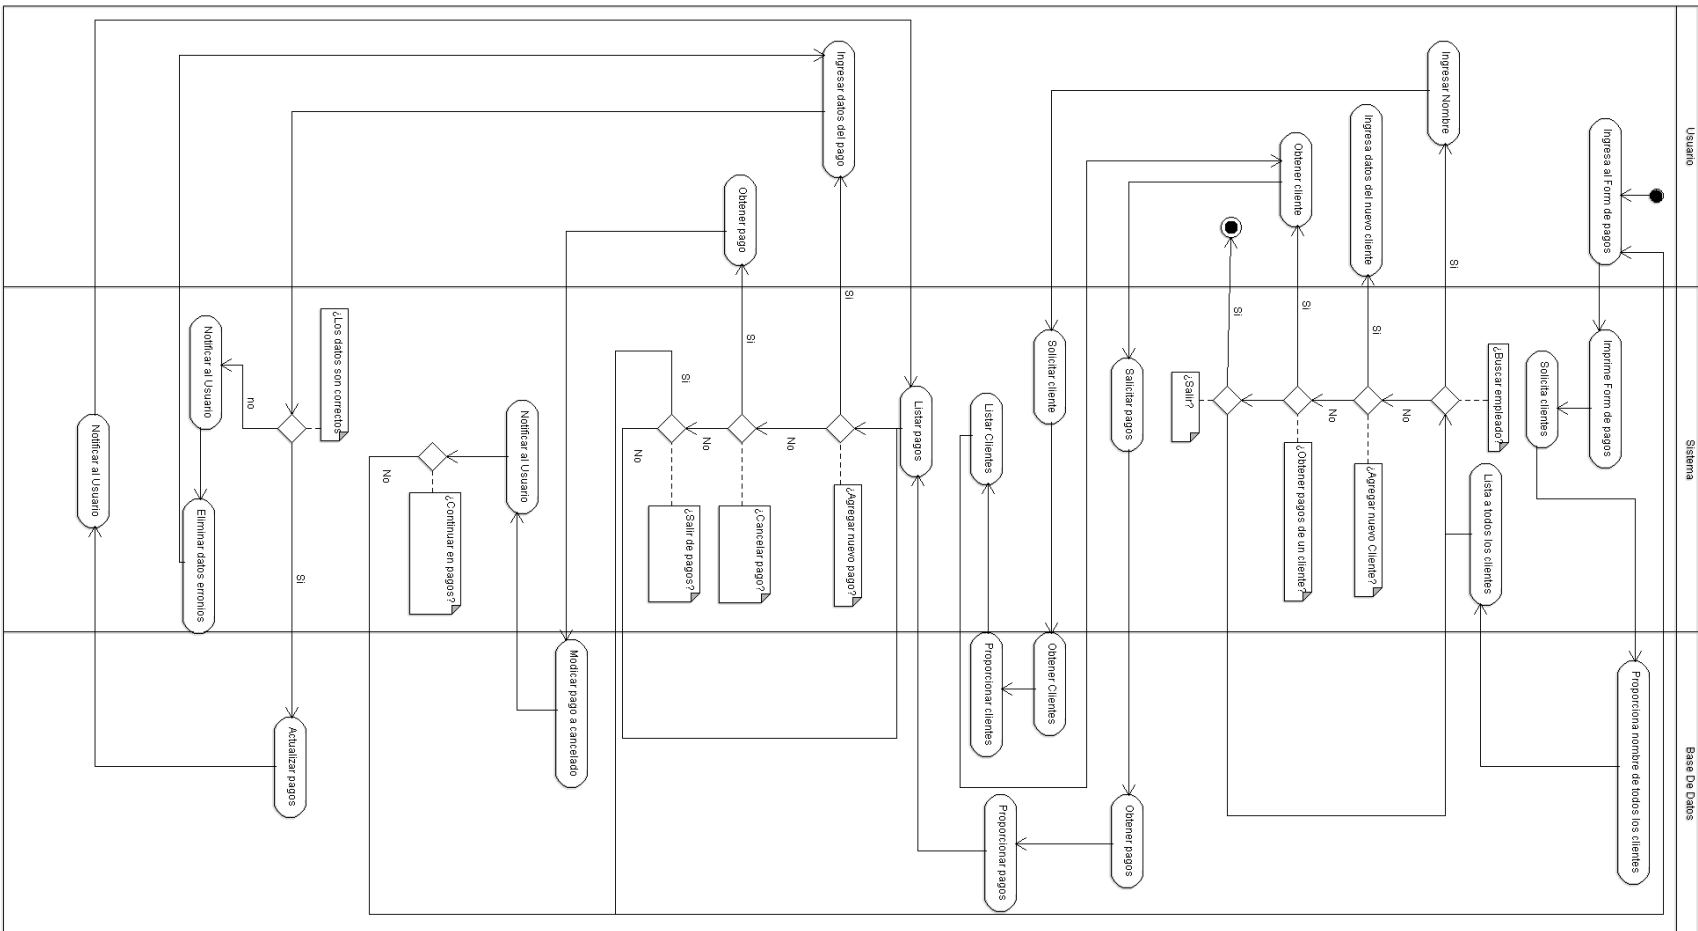 Usuario
Sistema
Base De Datos
Ingresa al Form de pagos
Imprime Form de pagos
Solicita clientes
Proporciona nombre de todos los clientes
Lista a todos los clientes
¿Buscar empleado?
Si
Ingresar Nombre
No
¿Agregar nuevo Cliente?
Si
Ingresa datos del nuevo cliente
No
¿Obtener pagos de un cliente?
Si
Obtener cliente
¿Salir?
Si
Solicitar cliente
Obtener Clientes
Proporcionar clientes
Listar Clientes
Salicitar pagos
Obtener pagos
Proporcionar pagos
Listar pagos
¿Agregar nuevo pago?
Si
Ingresar datos del pago
No
¿Cancelar pago?
Si
Obtener pago
No
¿Salir de pagos?
Si
No
Modicar pago a cancelado
Notificar al Usuario
¿Continuar en pagos?
No
¿Los datos son correctos
no
Notificar al Usuario
Eliminar datos erronios
Si
Actualizar pagos
Notificar al Usuario